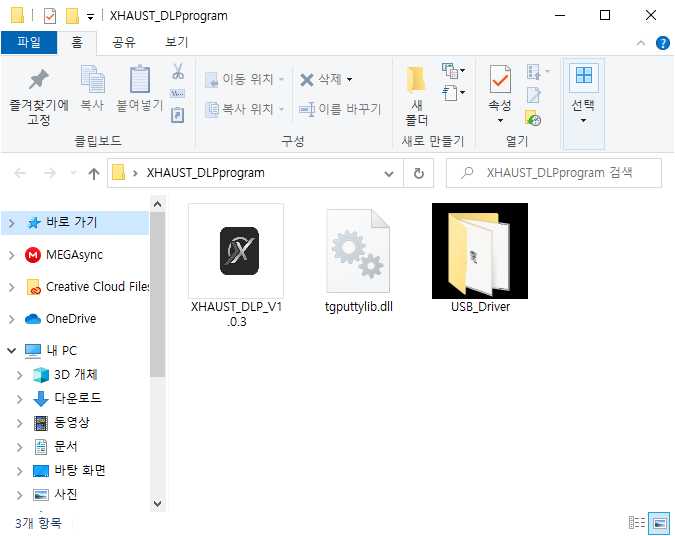 XHAUST_DLPprogram
파일
홈
공유
보기
즐겨찾기에
고정
복사
붙여넣기
클립보드
이동 위치
복사 위치
삭제
이름 바꾸기
구성
새
폴더
새로 만들기
속성
열기
선택
XHAUST_DLPprogram
XHAUST_DLPprogram 검색
바로 가기
MEGAsync
Creative Cloud Files
OneDrive
내 PC
3D 개체
다운로드
동영상
문서
바탕 화면
사진
XHAUST_DLP_V1
.0.3
tgputtylib.dll
USB_Driver
3개 항목